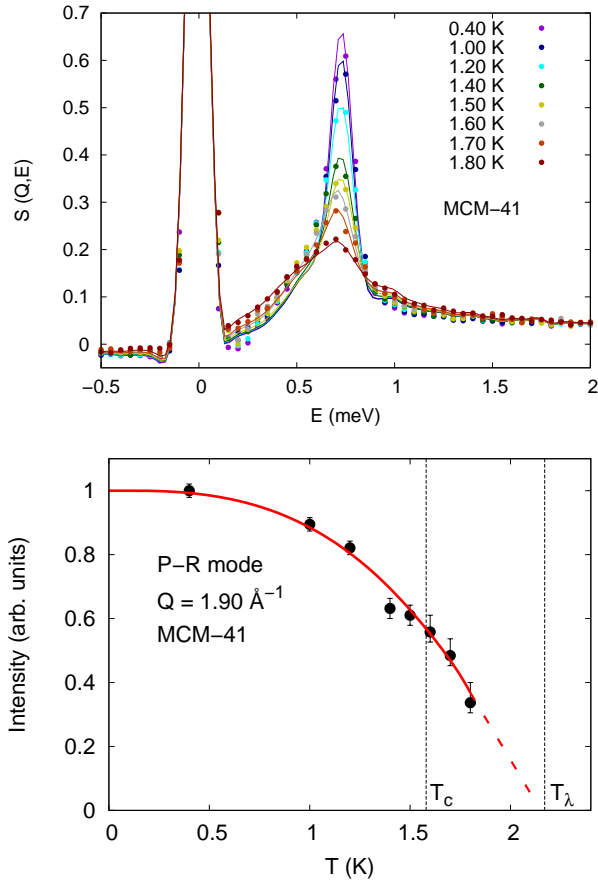 0.7
0.6
0.5
0.4
0.3
0.2
0.1
0
S (Q,E)
0.40 K
1.00 K
1.20 K
1.40 K
1.50 K
1.60 K
1.70 K
1.80 K
MCM−41
−0.5 0 0.5 1 1.5 2
E (meV)
1
0.8
0.6
0.4
0.2
0
Intensity (arb. units)
P−R mode
Q = 1.90 Å⁻¹
MCM−41
T_c T_λ
0 0.5 1 1.5 2
T (K)